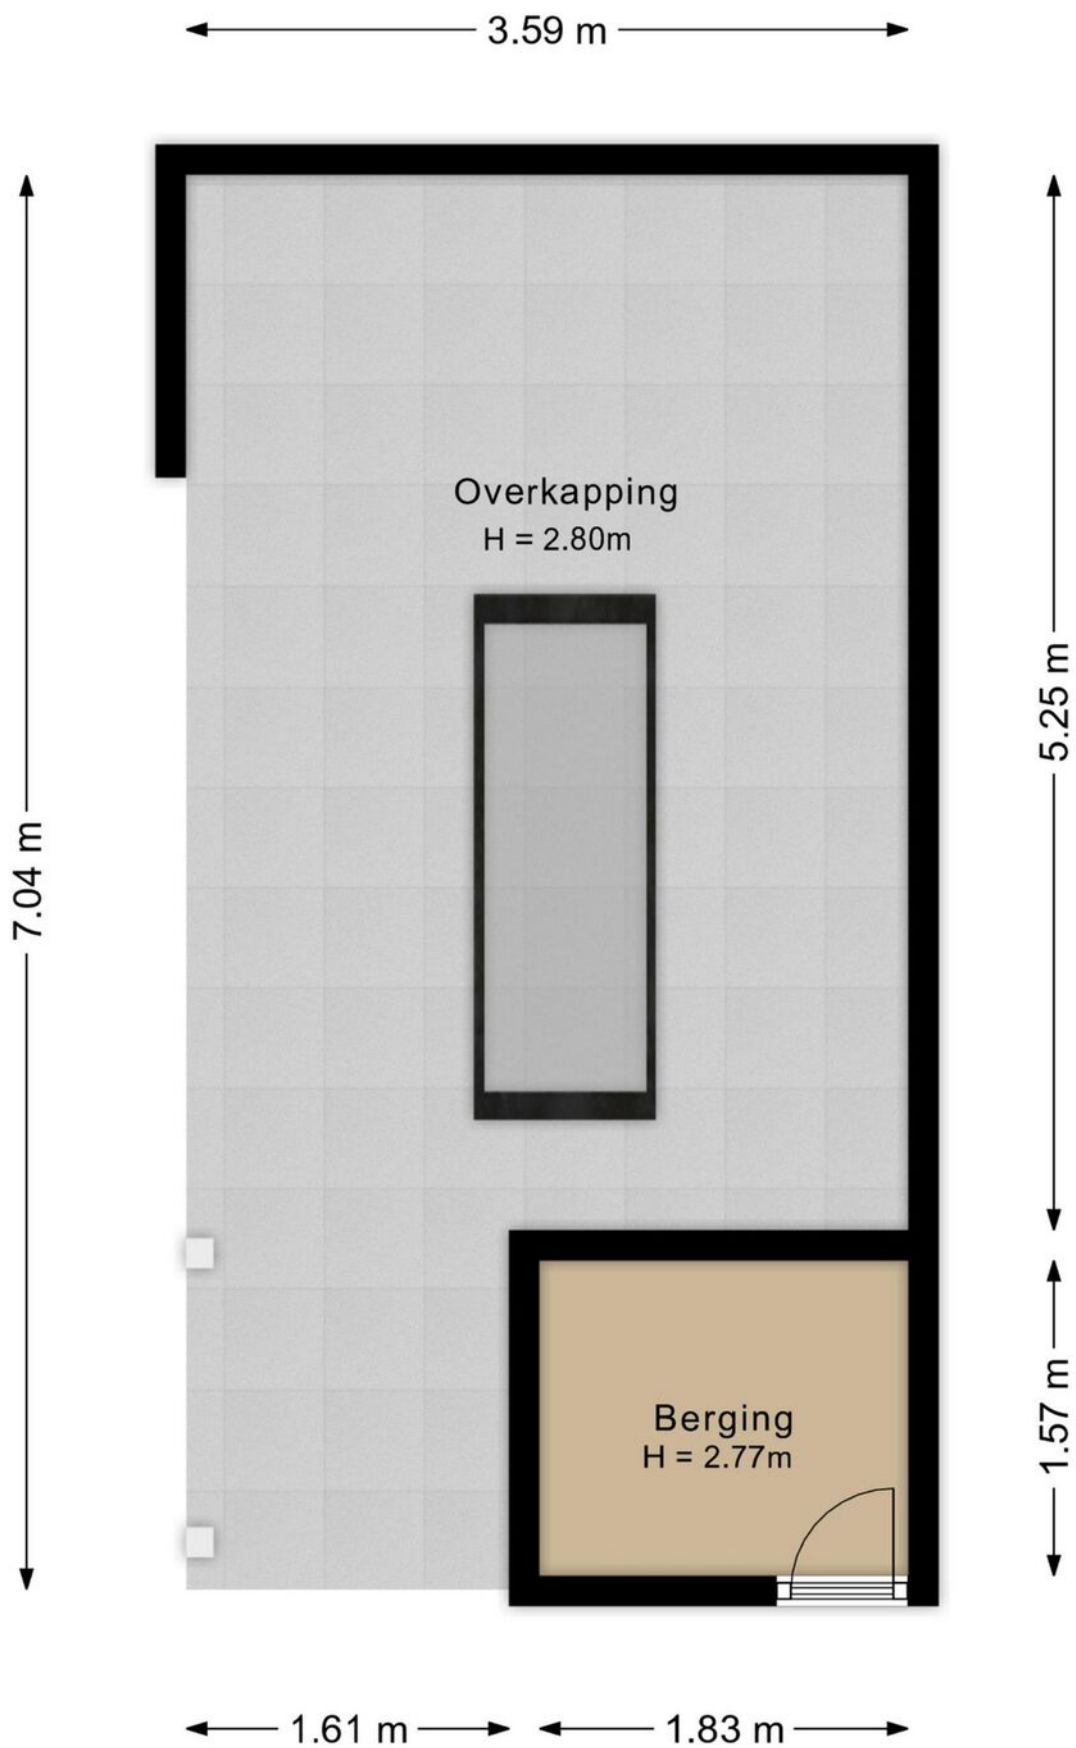 3.59 m
Overkapping
H = 2.80m
5.25 m
7.04 m
Berging
H = 2.77m
1.57 m
1.61 m
1.83 m